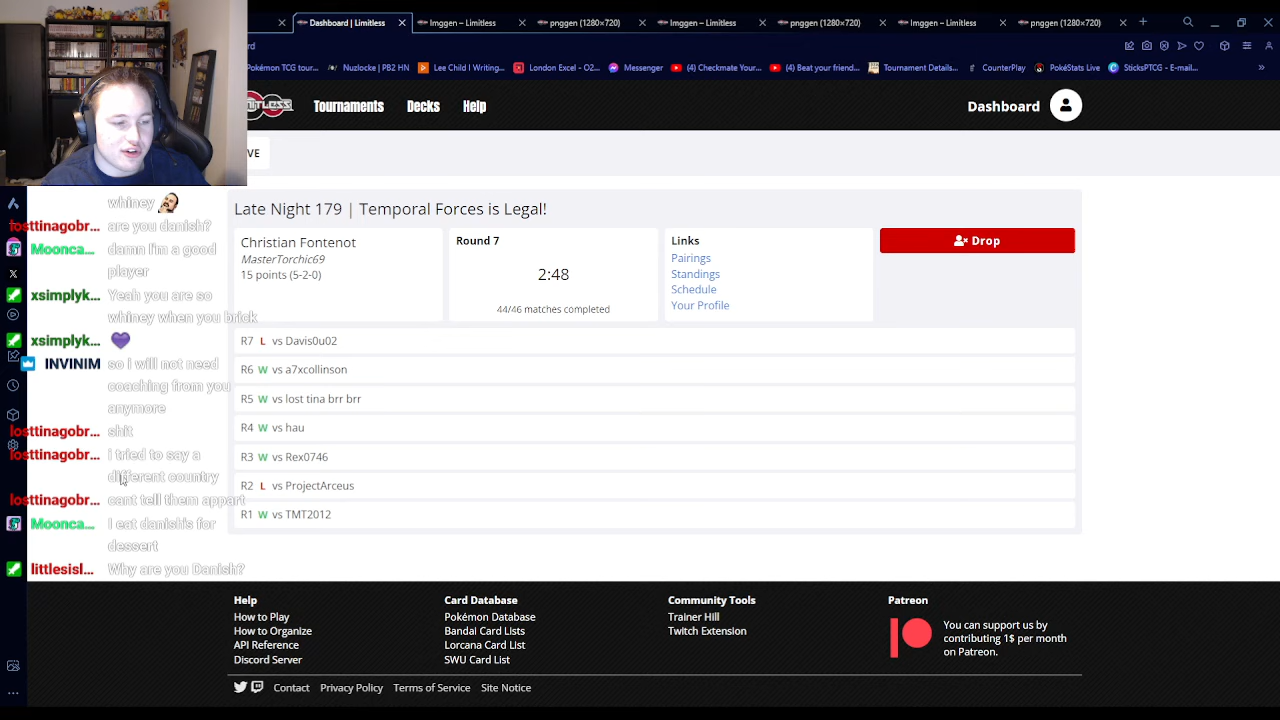 Dashboard | Limitless
Imggen – Limitless
pnggen (1280×720)
Imggen – Limitless
pnggen (1280×720)
Imggen – Limitless
pnggen (1280×720)
Pokémon TCG tour...
Nuzlocke | PB2 HN
Lee Child I Writing...
London Excel - O2...
Messenger
(4) Checkmate Your...
(4) Beat your friend...
Tournament Details...
CounterPlay
PokéStats Live
SticksPTCG - E-mail...
Tournaments
Decks
Help
Dashboard
VE
Late Night 179 | Temporal Forces is Legal!
Christian Fontenot
MasterTorchic69
15 points (5-2-0)
Round 7
2:48
44/46 matches completed
Links
Pairings
Standings
Schedule
Your Profile
Drop
R7 L vs Davis0u02
R6 W vs a7xcollinson
R5 W vs lost tina brr brr
R4 W vs hau
R3 W vs Rex0746
R2 L vs ProjectArceus
R1 W vs TMT2012
whiney
losttinagobr... are you danish?
Moonca... damn I'm a good
player
xsimplyk... Yeah you are so
whiney when you brick
xsimplyk...
INVINIM so I will not need
coaching from you
anymore
losttinagobr... shit
losttinagobr... i tried to say a
different country
losttinagobr... cant tell them appart
Moonca... I eat danish's for
dessert
littlesisl... Why are you Danish?
Help
How to Play
How to Organize
API Reference
Discord Server
Card Database
Pokémon Database
Bandai Card Lists
Lorcana Card List
SWU Card List
Community Tools
Trainer Hill
Twitch Extension
Patreon
You can support us by
contributing 1$ per month
on Patreon.
Contact
Privacy Policy
Terms of Service
Site Notice